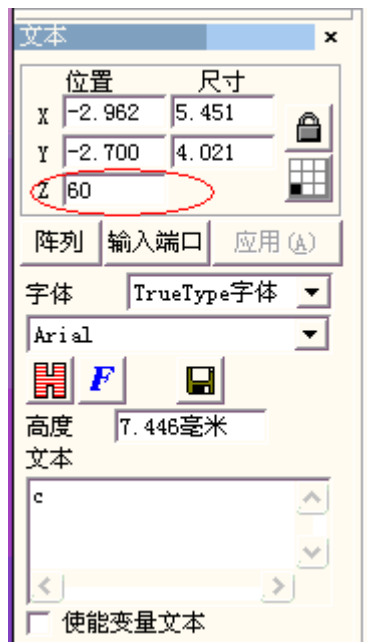 文本
位置 尺寸
X -2.962 5.451
Y -2.700 4.021
Z 60
阵列 输入端口 应用(A)
字体 TrueType字体
Arial
H F
高度 7.446毫米
文本
c
使能变量文本